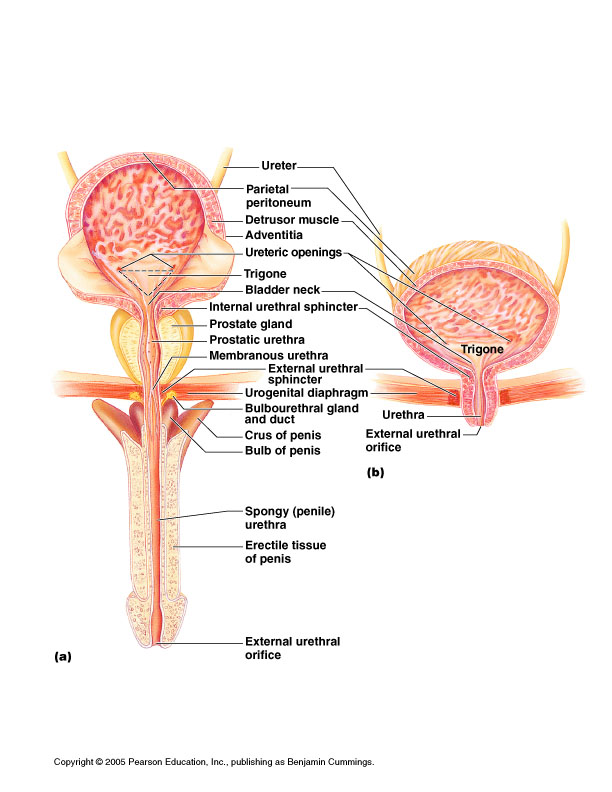 Ureter
Parietal
peritoneum
Detrusor muscle
Adventitia
Ureteric openings
Trigone
Bladder neck
Internal urethral sphincter
Prostate gland
Prostatic urethra
Membranous urethra
External urethral
sphincter
Urogenital diaphragm
Bulbourethral gland
and duct
Crus of penis
Bulb of penis
Spongy (penile)
urethra
Erectile tissue
of penis
External urethral
orifice
(a)
Trigone
Urethra
External urethral
orifice
(b)
Copyright © 2005 Pearson Education, Inc., publishing as Benjamin Cummings.